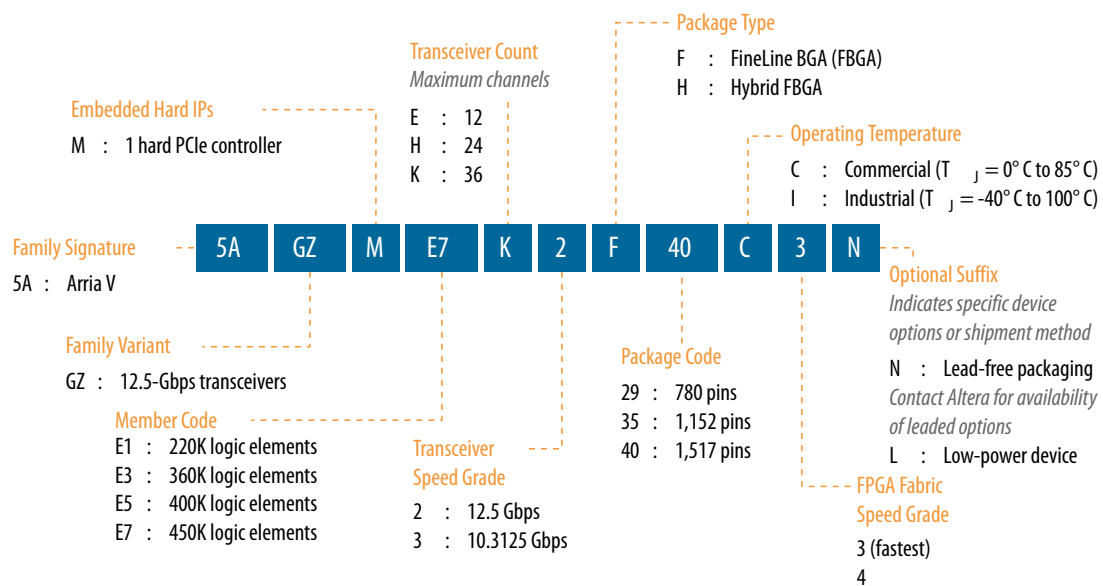 Package Type
F : FineLine BGA (FBGA)
H : Hybrid FBGA
Transceiver Count
Maximum channels
E : 12
H : 24
K : 36
Embedded Hard IPs
M : 1 hard PCIe controller
Operating Temperature
C : Commercial (T J = 0° C to 85° C)
I : Industrial (T J = -40° C to 100° C)
Family Signature
5A : Arria V
5A GZ M E7 K 2 F 40 C 3 N
Optional Suffix
Indicates specific device
options or shipment method
N : Lead-free packaging
Contact Altera for availability
of leaded options
L : Low-power device
Family Variant
GZ : 12.5-Gbps transceivers
Member Code
E1 : 220K logic elements
E3 : 360K logic elements
E5 : 400K logic elements
E7 : 450K logic elements
Transceiver
Speed Grade
2 : 12.5 Gbps
3 : 10.3125 Gbps
Package Code
29 : 780 pins
35 : 1,152 pins
40 : 1,517 pins
FPGA Fabric
Speed Grade
3 (fastest)
4